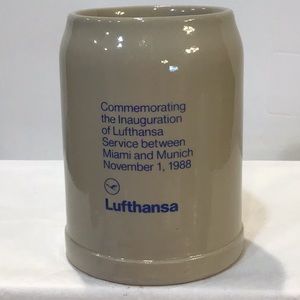 Commemorating
the Inauguration
of Lufthansa
Service between
Miami and Munich
November 1, 1988
Lufthansa